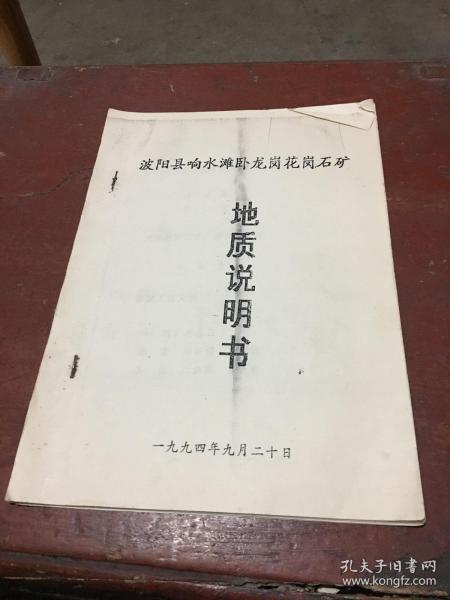 波阳县响水滩卧龙岗花岗石矿
地质说明书
一九九四年九月二十日
孔夫子旧书网
www.kongfz.com